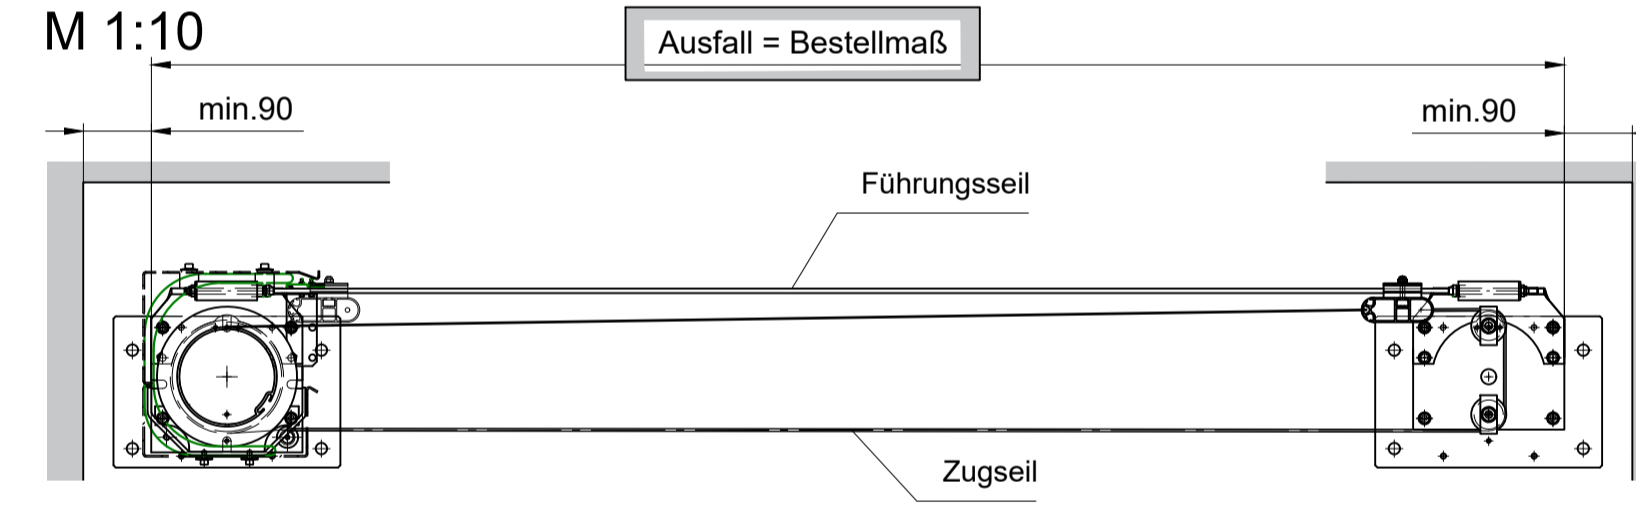 M 1:10
Ausfall = Bestellmaß
min.90
min.90
Führungsseil
Zugseil